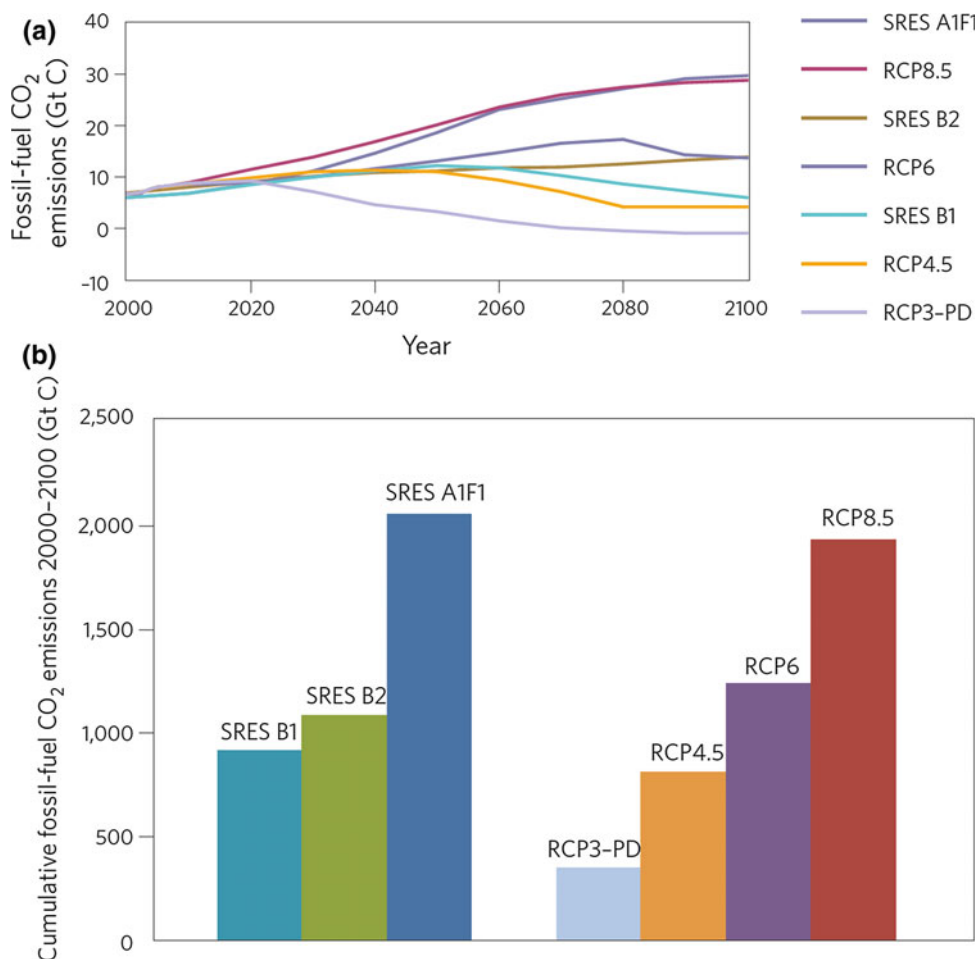 (a)
Fossil-fuel CO₂
emissions (Gt C)
40
30
20
10
0
–10
2000
2020
2040
2060
2080
2100
Year
SRES A1F1
RCP8.5
SRES B2
RCP6
SRES B1
RCP4.5
RCP3–PD
(b)
Cumulative fossil-fuel CO₂ emissions 2000–2100 (Gt C)
2,500
2,000
1,500
1,000
500
0
SRES B1
SRES B2
SRES A1F1
RCP3–PD
RCP4.5
RCP6
RCP8.5